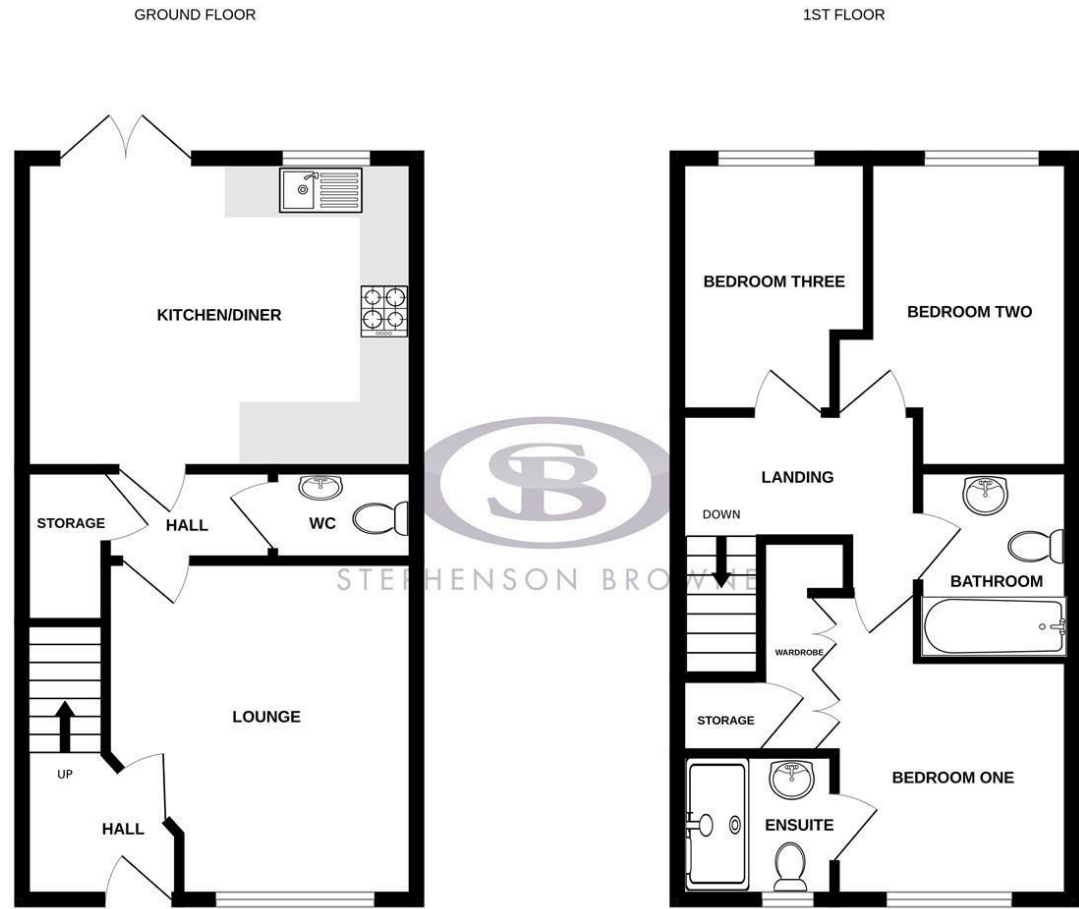 GROUND FLOOR
KITCHEN/DINER
STORAGE
HALL
WC
LOUNGE
UP
HALL
1ST FLOOR
BEDROOM THREE
BEDROOM TWO
LANDING
DOWN
BATHROOM
WARDROBE
STORAGE
BEDROOM ONE
ENSUITE
SB
STEPHENSON BROWNE